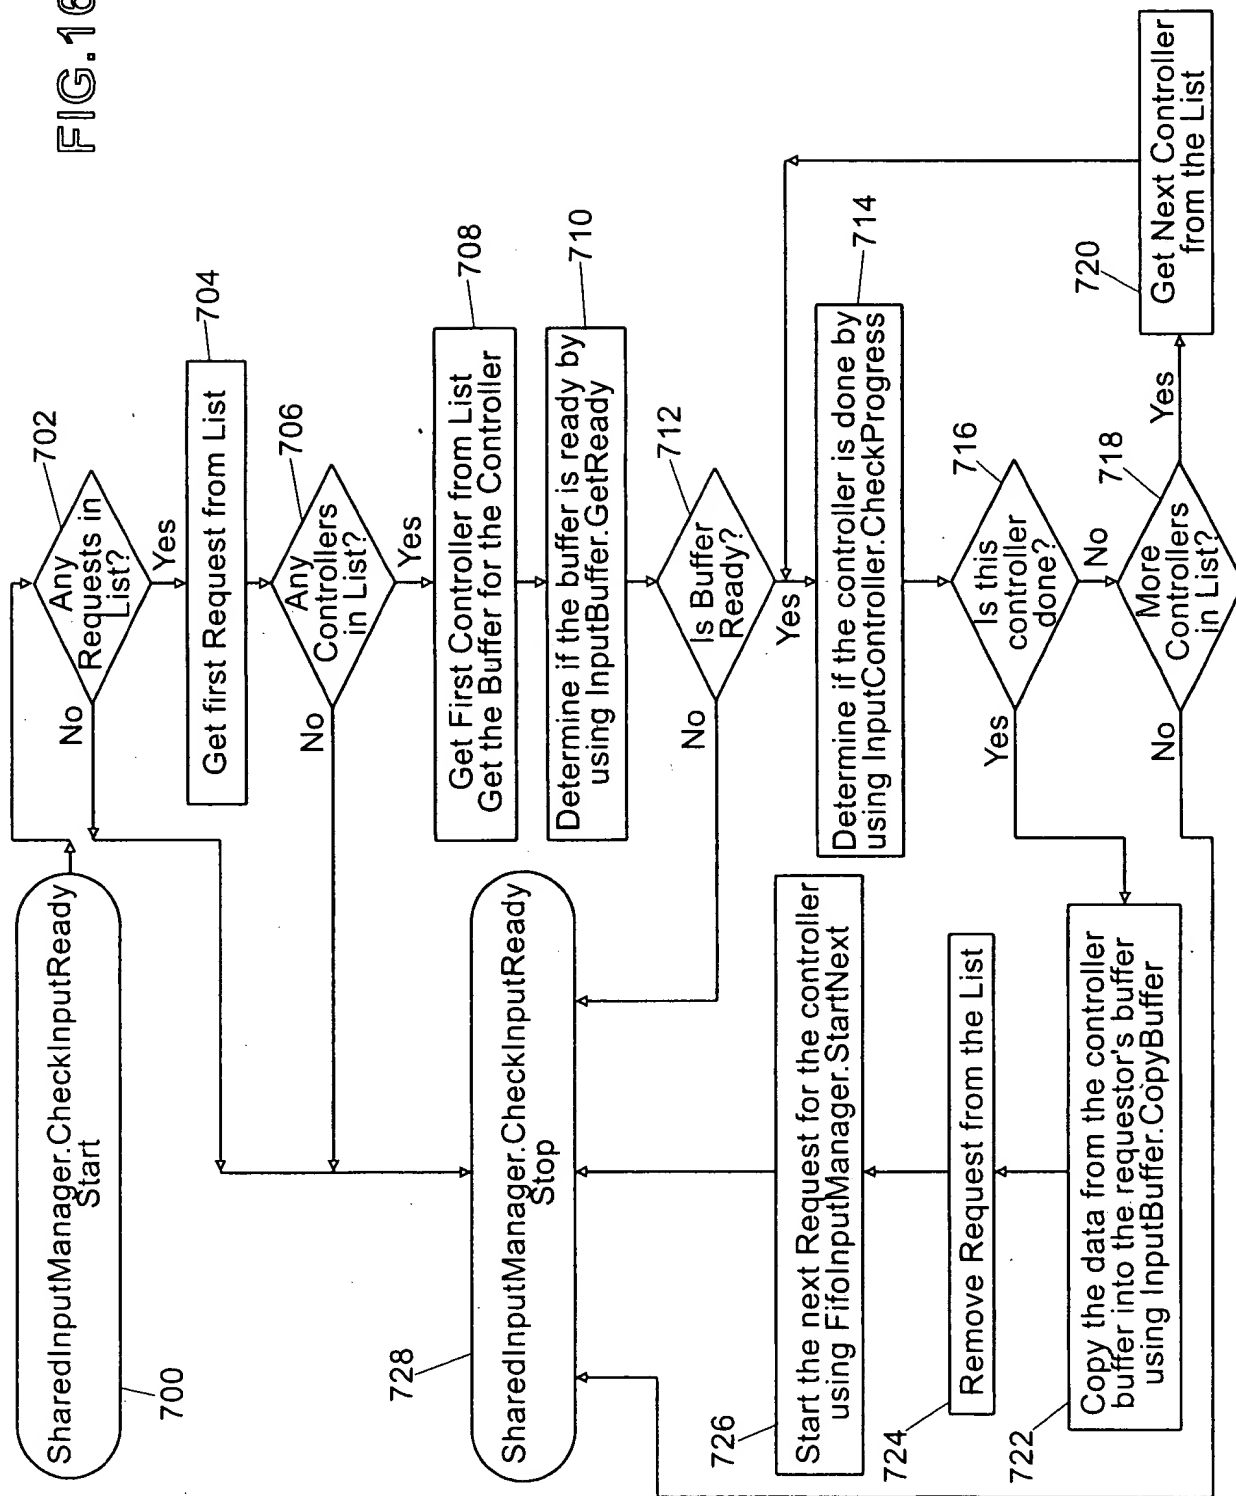 FIG.16
SharedInputManager.CheckInputReady
Start
700
702
Any
Requests in
List?
No
Yes
704
Get first Request from List
706
Any
Controllers
in List?
No
Yes
708
Get First Controller from List
Get the Buffer for the Controller
710
Determine if the buffer is ready by
using InputBuffer.GetReady
712
Is Buffer
Ready?
No
Yes
714
Determine if the controller is done by
using InputController.CheckProgress
716
Is this
controller
done?
Yes
No
718
More
Controllers
in List?
No
Yes
720
Get Next Controller
from the List
722
Copy the data from the controller
buffer into the requestor's buffer
using InputBuffer.CopyBuffer
724
Remove Request from the List
726
Start the next Request for the controller
using FifoInputManager.StartNext
728
SharedInputManager.CheckInputReady
Stop